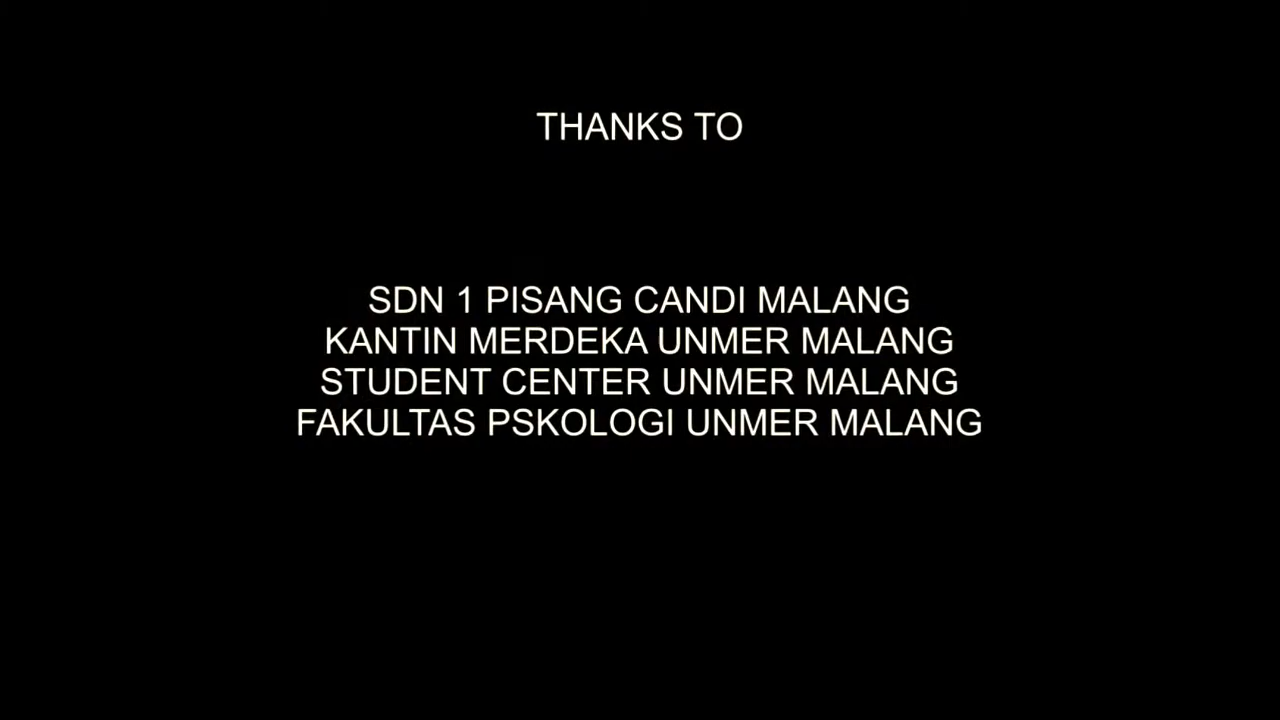 THANKS TO
SDN 1 PISANG CANDI MALANG
KANTIN MERDEKA UNMER MALANG
STUDENT CENTER UNMER MALANG
FAKULTAS PSKOLOGI UNMER MALANG